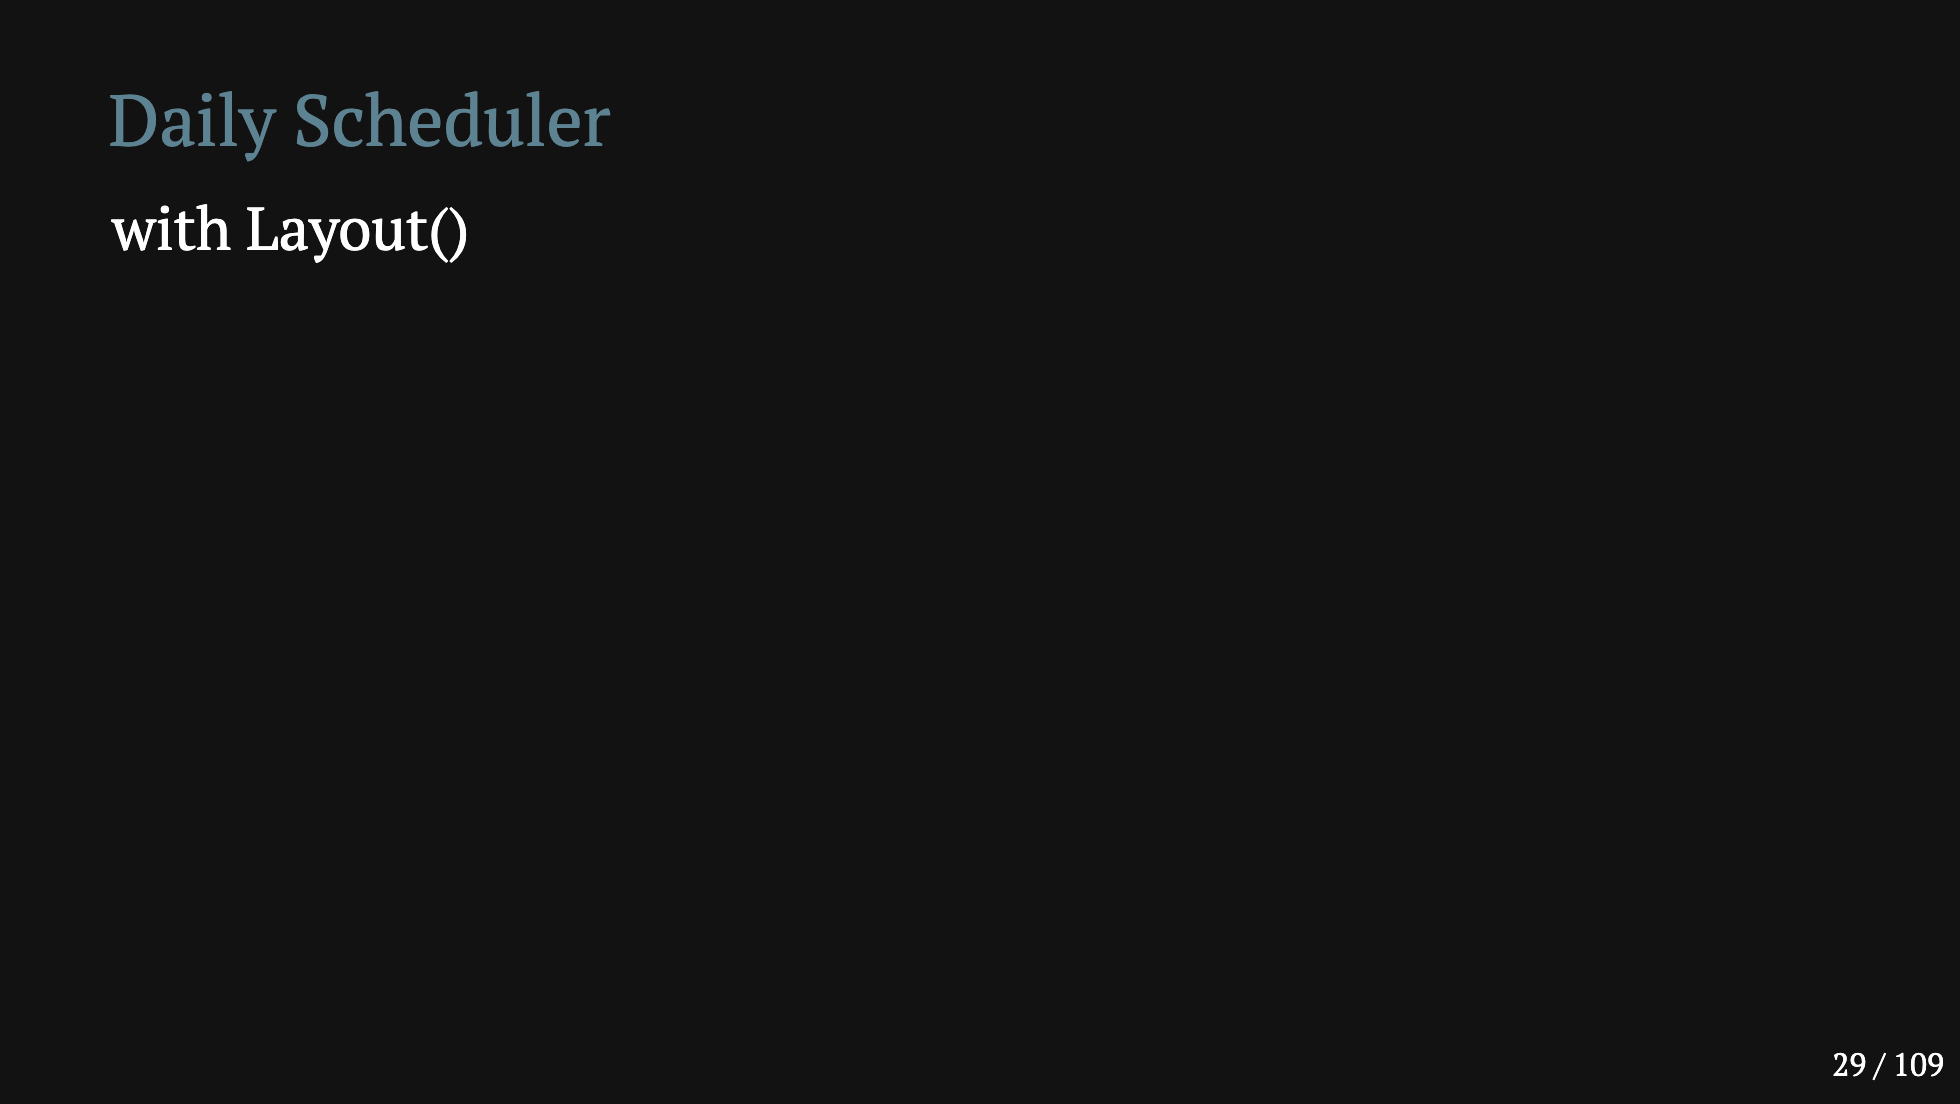 Daily Scheduler
with Layout()
29 / 109